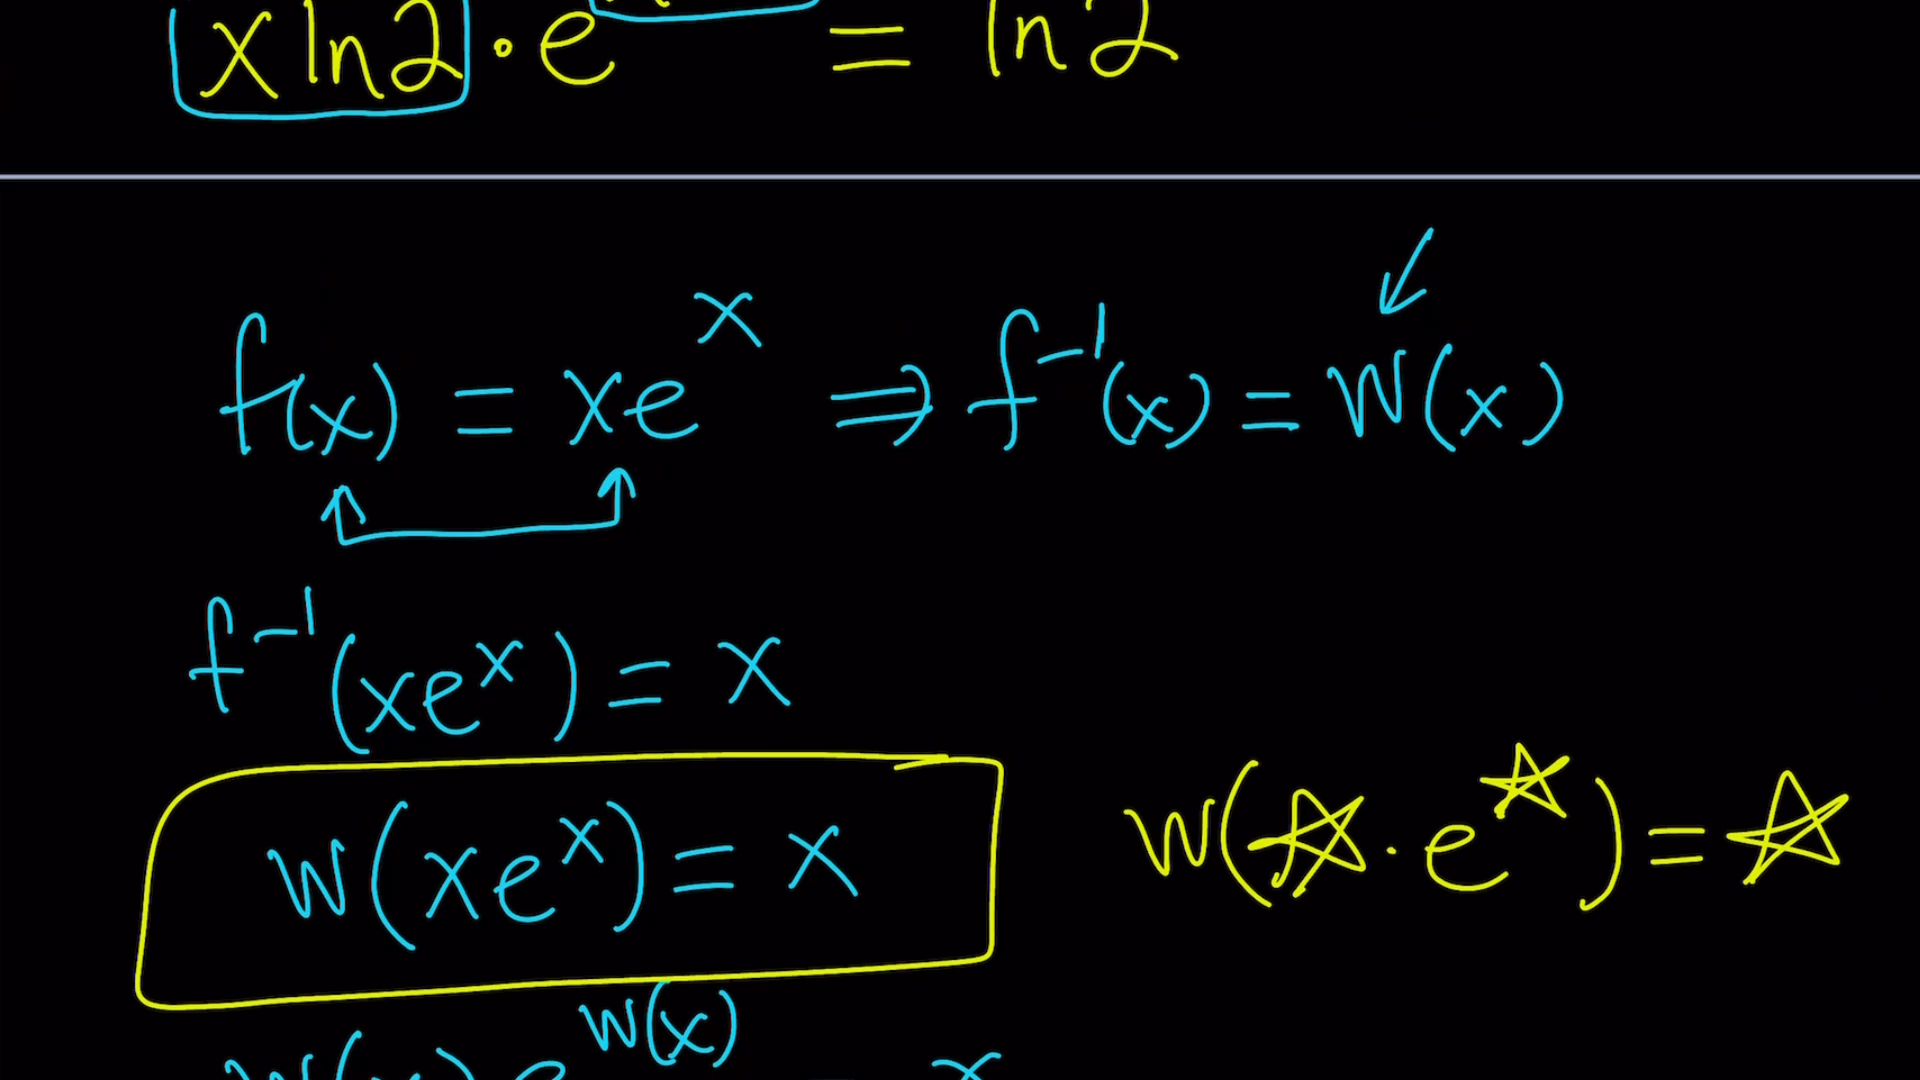 x ln2 · e = ln2
f(x) = xe^x ⇒ f^-1(x) = W(x)
f^-1(xe^x) = x
W(xe^x) = x
W(☆ · e^☆) = ☆
W(x) e^W(x) x